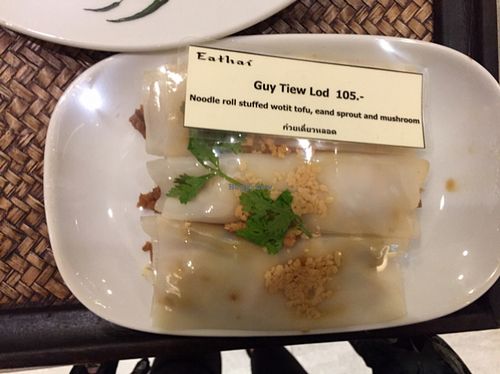 Eathai
Guy Tiew Lod 105.-
Noodle roll stuffed wotit tofu, eand sprout and mushroom
ก๋วยเตี๋ยวหลอด